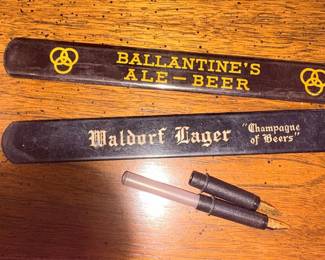 BALLANTINE'S
ALE-BEER
Waldorf Lager "Champagne
of Beers"